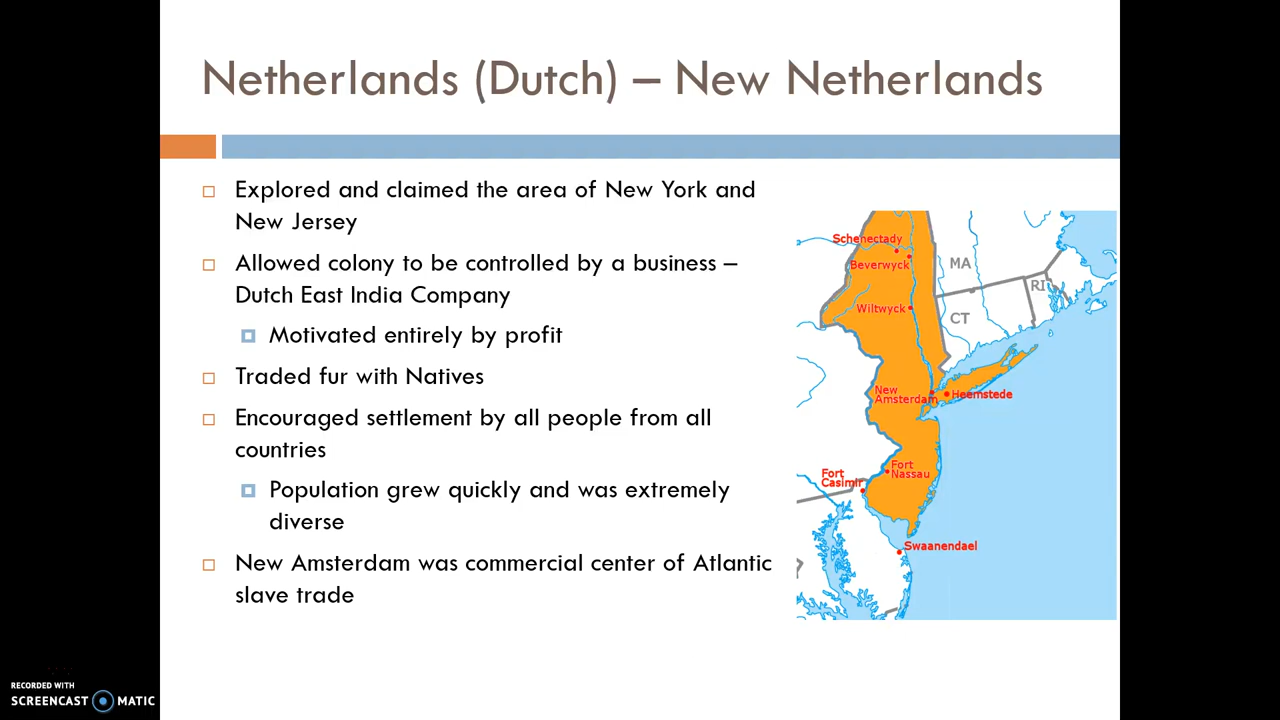 Netherlands (Dutch) – New Netherlands
Explored and claimed the area of New York and
New Jersey
Allowed colony to be controlled by a business –
Dutch East India Company
Motivated entirely by profit
Traded fur with Natives
Encouraged settlement by all people from all
countries
Population grew quickly and was extremely
diverse
New Amsterdam was commercial center of Atlantic
slave trade
Schenectady
Beverwyck
MA
RI
Wiltwyck
CT
New
Amsterdam
Heemstede
Fort
Nassau
Fort
Casimir
Swaanendael
RECORDED WITH
SCREENCAST MATIC